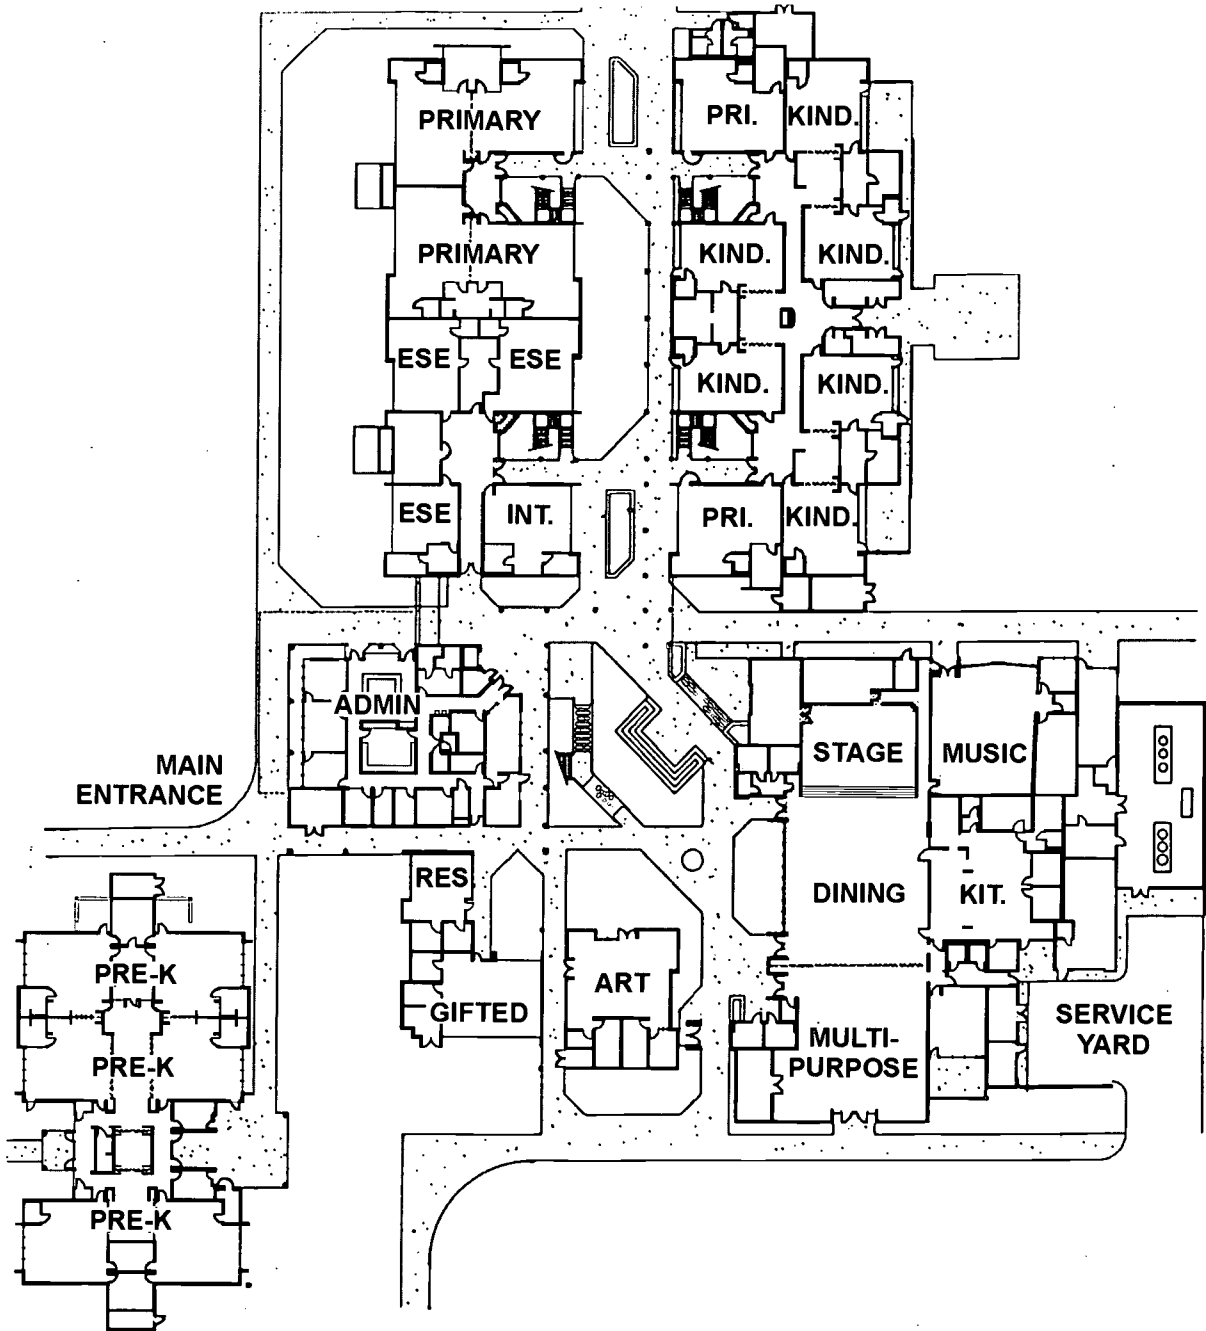 PRIMARY
PRI.
KIND.
PRIMARY
KIND.
KIND.
ESE
ESE
KIND.
KIND.
ESE
INT.
PRI.
KIND.
ADMIN
STAGE
MUSIC
MAIN
ENTRANCE
RES
DINING
KIT.
PRE-K
ART
GIFTED
SERVICE
YARD
MULTI-
PURPOSE
PRE-K
PRE-K